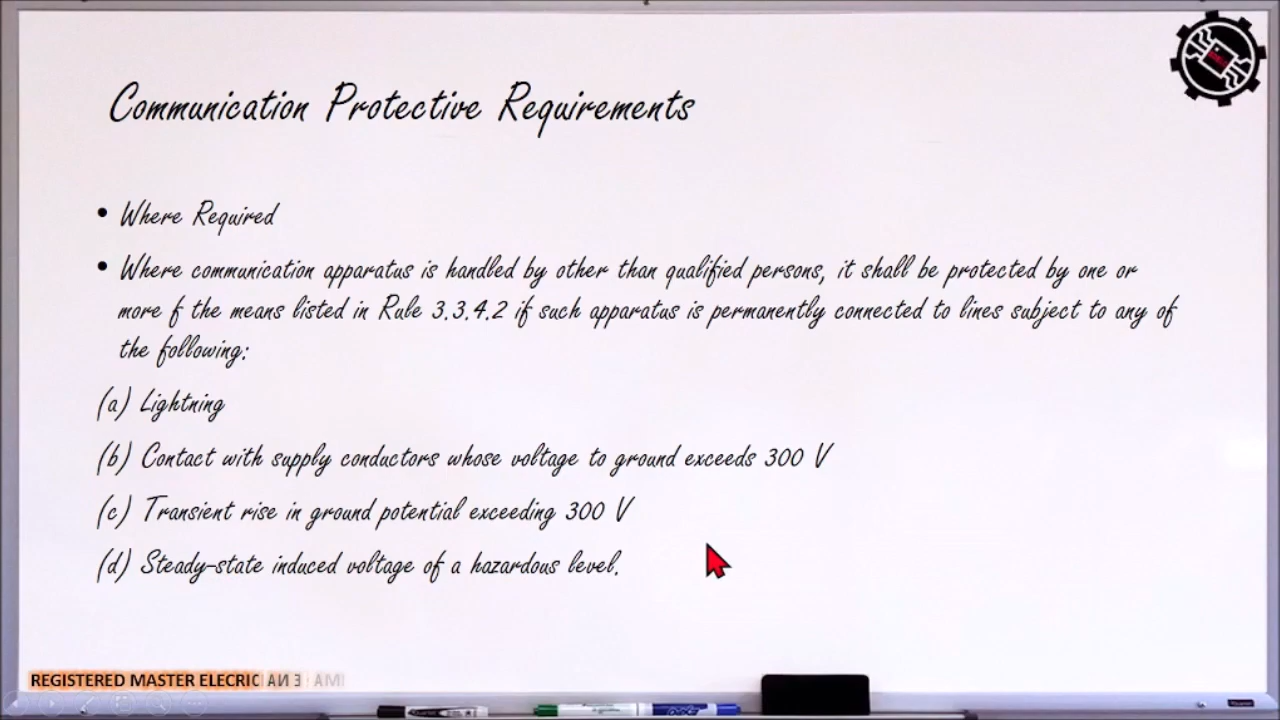 Communication Protective Requirements
• Where Required
• Where communication apparatus is handled by other than qualified persons, it shall be protected by one or
more f the means listed in Rule 3.3.4.2 if such apparatus is permanently connected to lines subject to any of
the following:
(a) Lightning
(b) Contact with supply conductors whose voltage to ground exceeds 300 V
(c) Transient rise in ground potential exceeding 300 V
(d) Steady-state induced voltage of a hazardous level.
REGISTERED MASTER ELECRIC